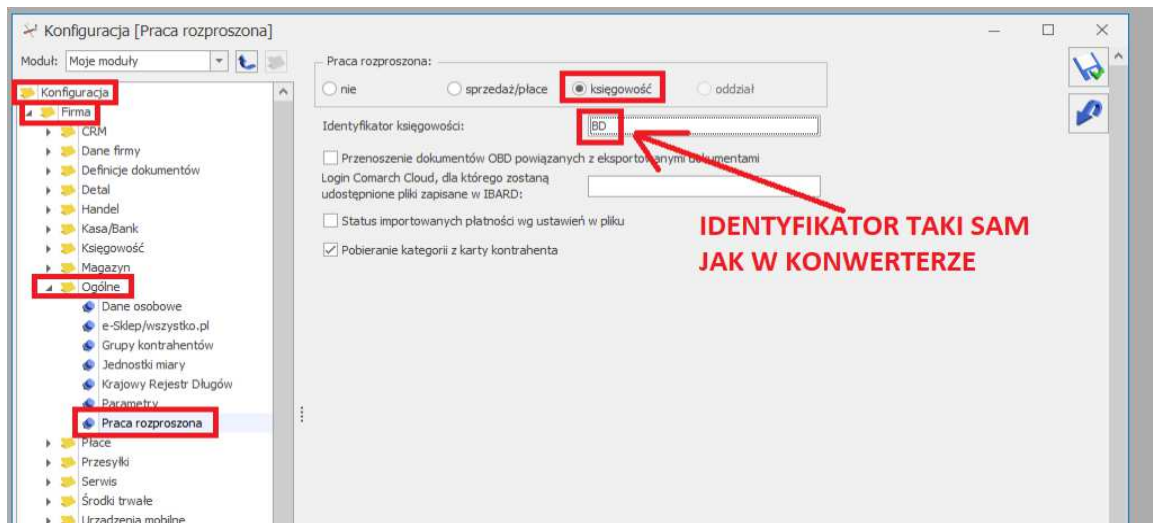 Konfiguracja [Praca rozproszona]
Moduł: Moje moduły
Konfiguracja
Firma
CRM
Dane firmy
Definicje dokumentów
Detal
Handel
Kasa/Bank
Księgowość
Magazyn
Ogólne
Dane osobowe
e-Sklep/wszystko.pl
Grupy kontrahentów
Jednostki miary
Krajowy Rejestr Długów
Parametry
Praca rozproszona
Płace
Przesyłki
Serwis
Środki trwałe
Urządzenia mobilne
Praca rozproszona:
nie sprzedaż/płace księgowość oddział
Identyfikator księgowości: BD
Przenoszenie dokumentów OBD powiązanych z eksportowanymi dokumentami
Login Comarch Cloud, dla którego zostaną
udostępnione pliki zapisane w IBARD:
Status importowanych płatności wg ustawień w pliku
Pobieranie kategorii z karty kontrahenta
IDENTYFIKATOR TAKI SAM
JAK W KONWERTERZE